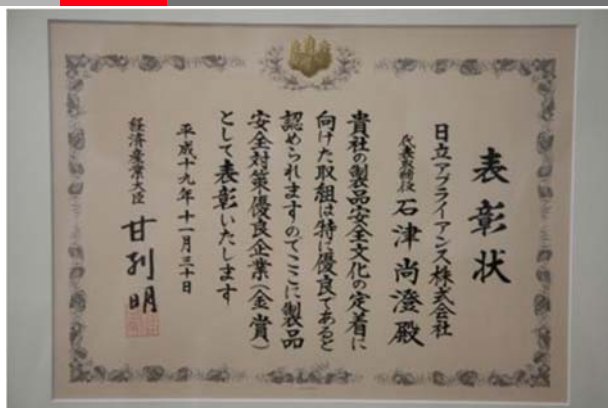 表彰状
日立アプライアンス株式会社
代表取締役 石津尚澄殿
貴社の製品安全文化の定着に
向けた取組は特に優良であると
認められますのでここに製品
安全対策優良企業(金賞)
として表彰いたします
平成十九年十一月三十日
経済産業大臣 甘利明